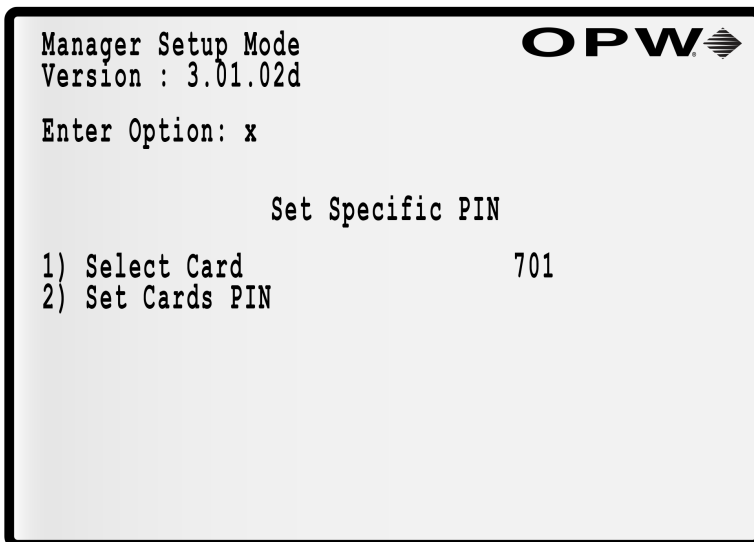 Manager Setup Mode
OPW
Version : 3.01.02d
Enter Option: x
Set Specific PIN
1) Select Card 701
2) Set Cards PIN